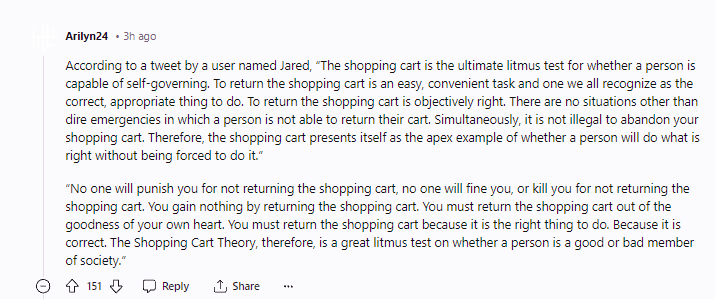 Arilyn24 • 3h ago
According to a tweet by a user named Jared, “The shopping cart is the ultimate litmus test for whether a person is
capable of self-governing. To return the shopping cart is an easy, convenient task and one we all recognize as the
correct, appropriate thing to do. To return the shopping cart is objectively right. There are no situations other than
dire emergencies in which a person is not able to return their cart. Simultaneously, it is not illegal to abandon your
shopping cart. Therefore, the shopping cart presents itself as the apex example of whether a person will do what is
right without being forced to do it.”
“No one will punish you for not returning the shopping cart, no one will fine you, or kill you for not returning the
shopping cart. You gain nothing by returning the shopping cart. You must return the shopping cart out of the
goodness of your own heart. You must return the shopping cart because it is the right thing to do. Because it is
correct. The Shopping Cart Theory, therefore, is a great litmus test on whether a person is a good or bad member
of society.”
151 Reply Share ...